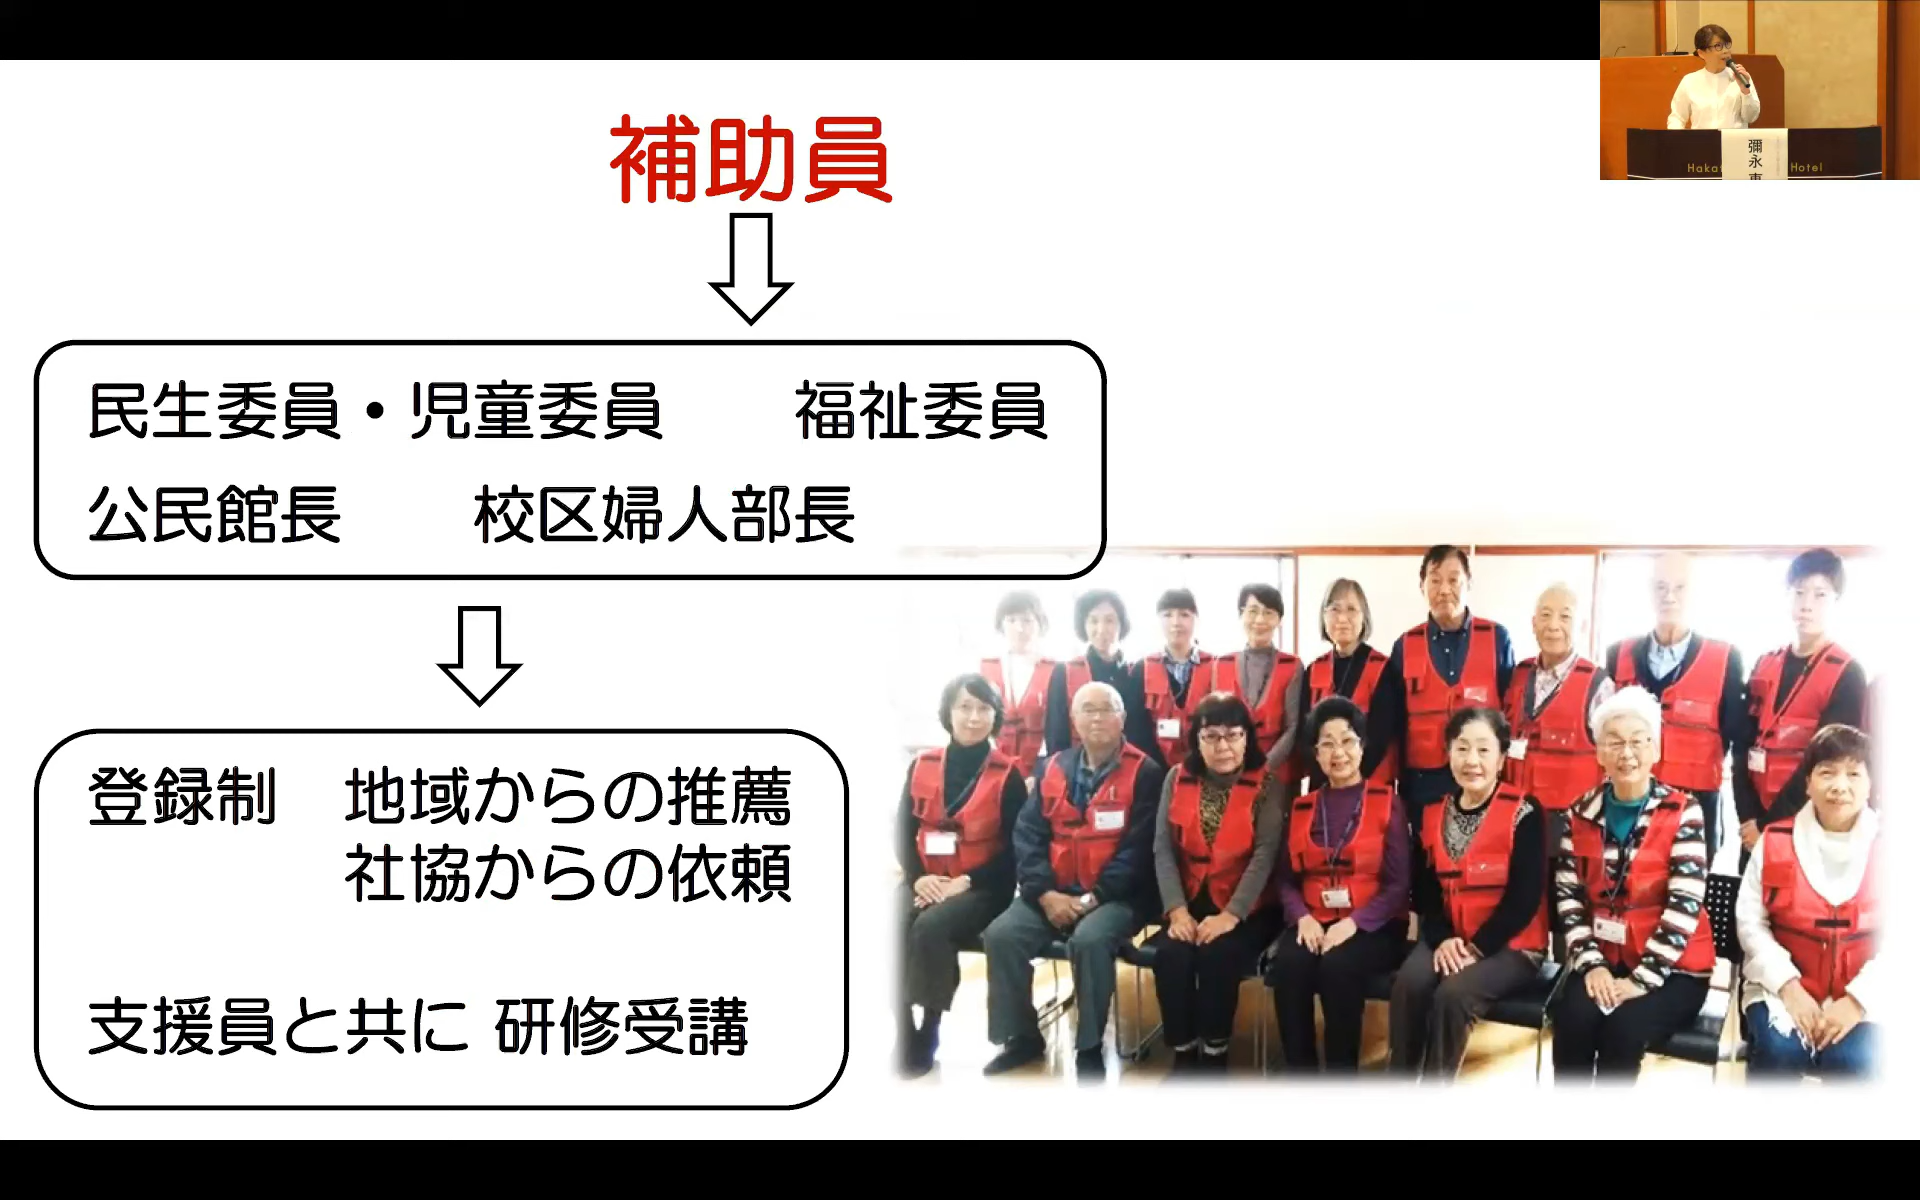 補助員
民生委員・児童委員　福祉委員
公民館長　校区婦人部長
登録制　地域からの推薦
社協からの依頼
支援員と共に 研修受講
彌永
Hotel